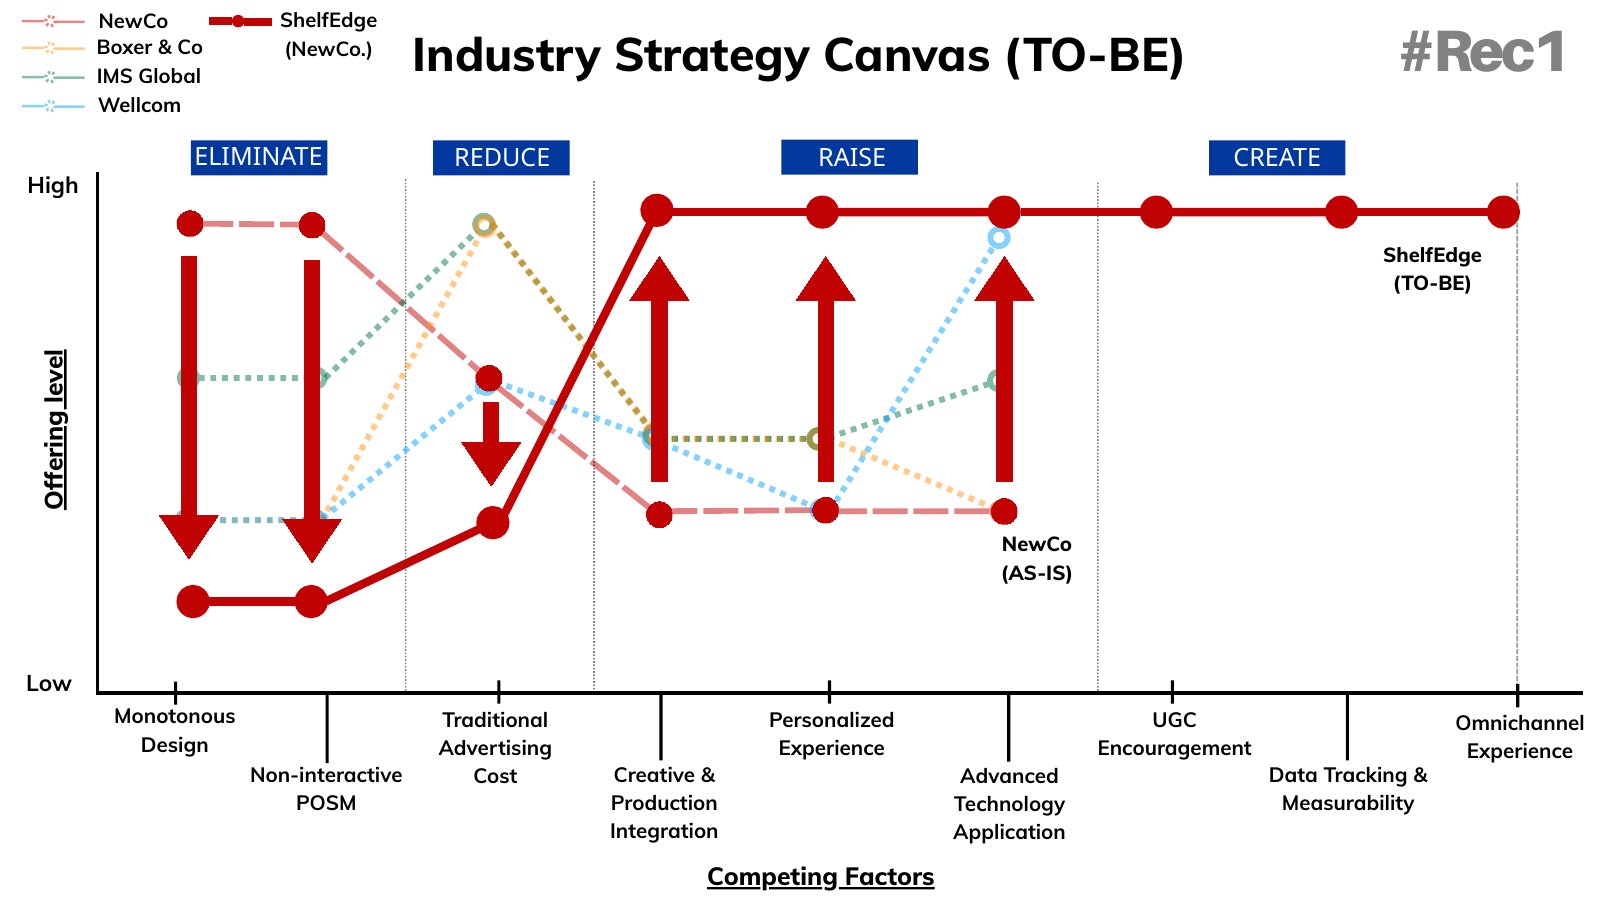 NewCo
Boxer & Co
IMS Global
Wellcom
ShelfEdge
(NewCo.)
Industry Strategy Canvas (TO-BE)
#Rec1
ELIMINATE
REDUCE
RAISE
CREATE
High
Offering level
Low
ShelfEdge
(TO-BE)
NewCo
(AS-IS)
Monotonous
Design
Non-interactive
POSM
Traditional
Advertising
Cost
Creative &
Production
Integration
Personalized
Experience
Advanced
Technology
Application
UGC
Encouragement
Data Tracking &
Measurability
Omnichannel
Experience
Competing Factors